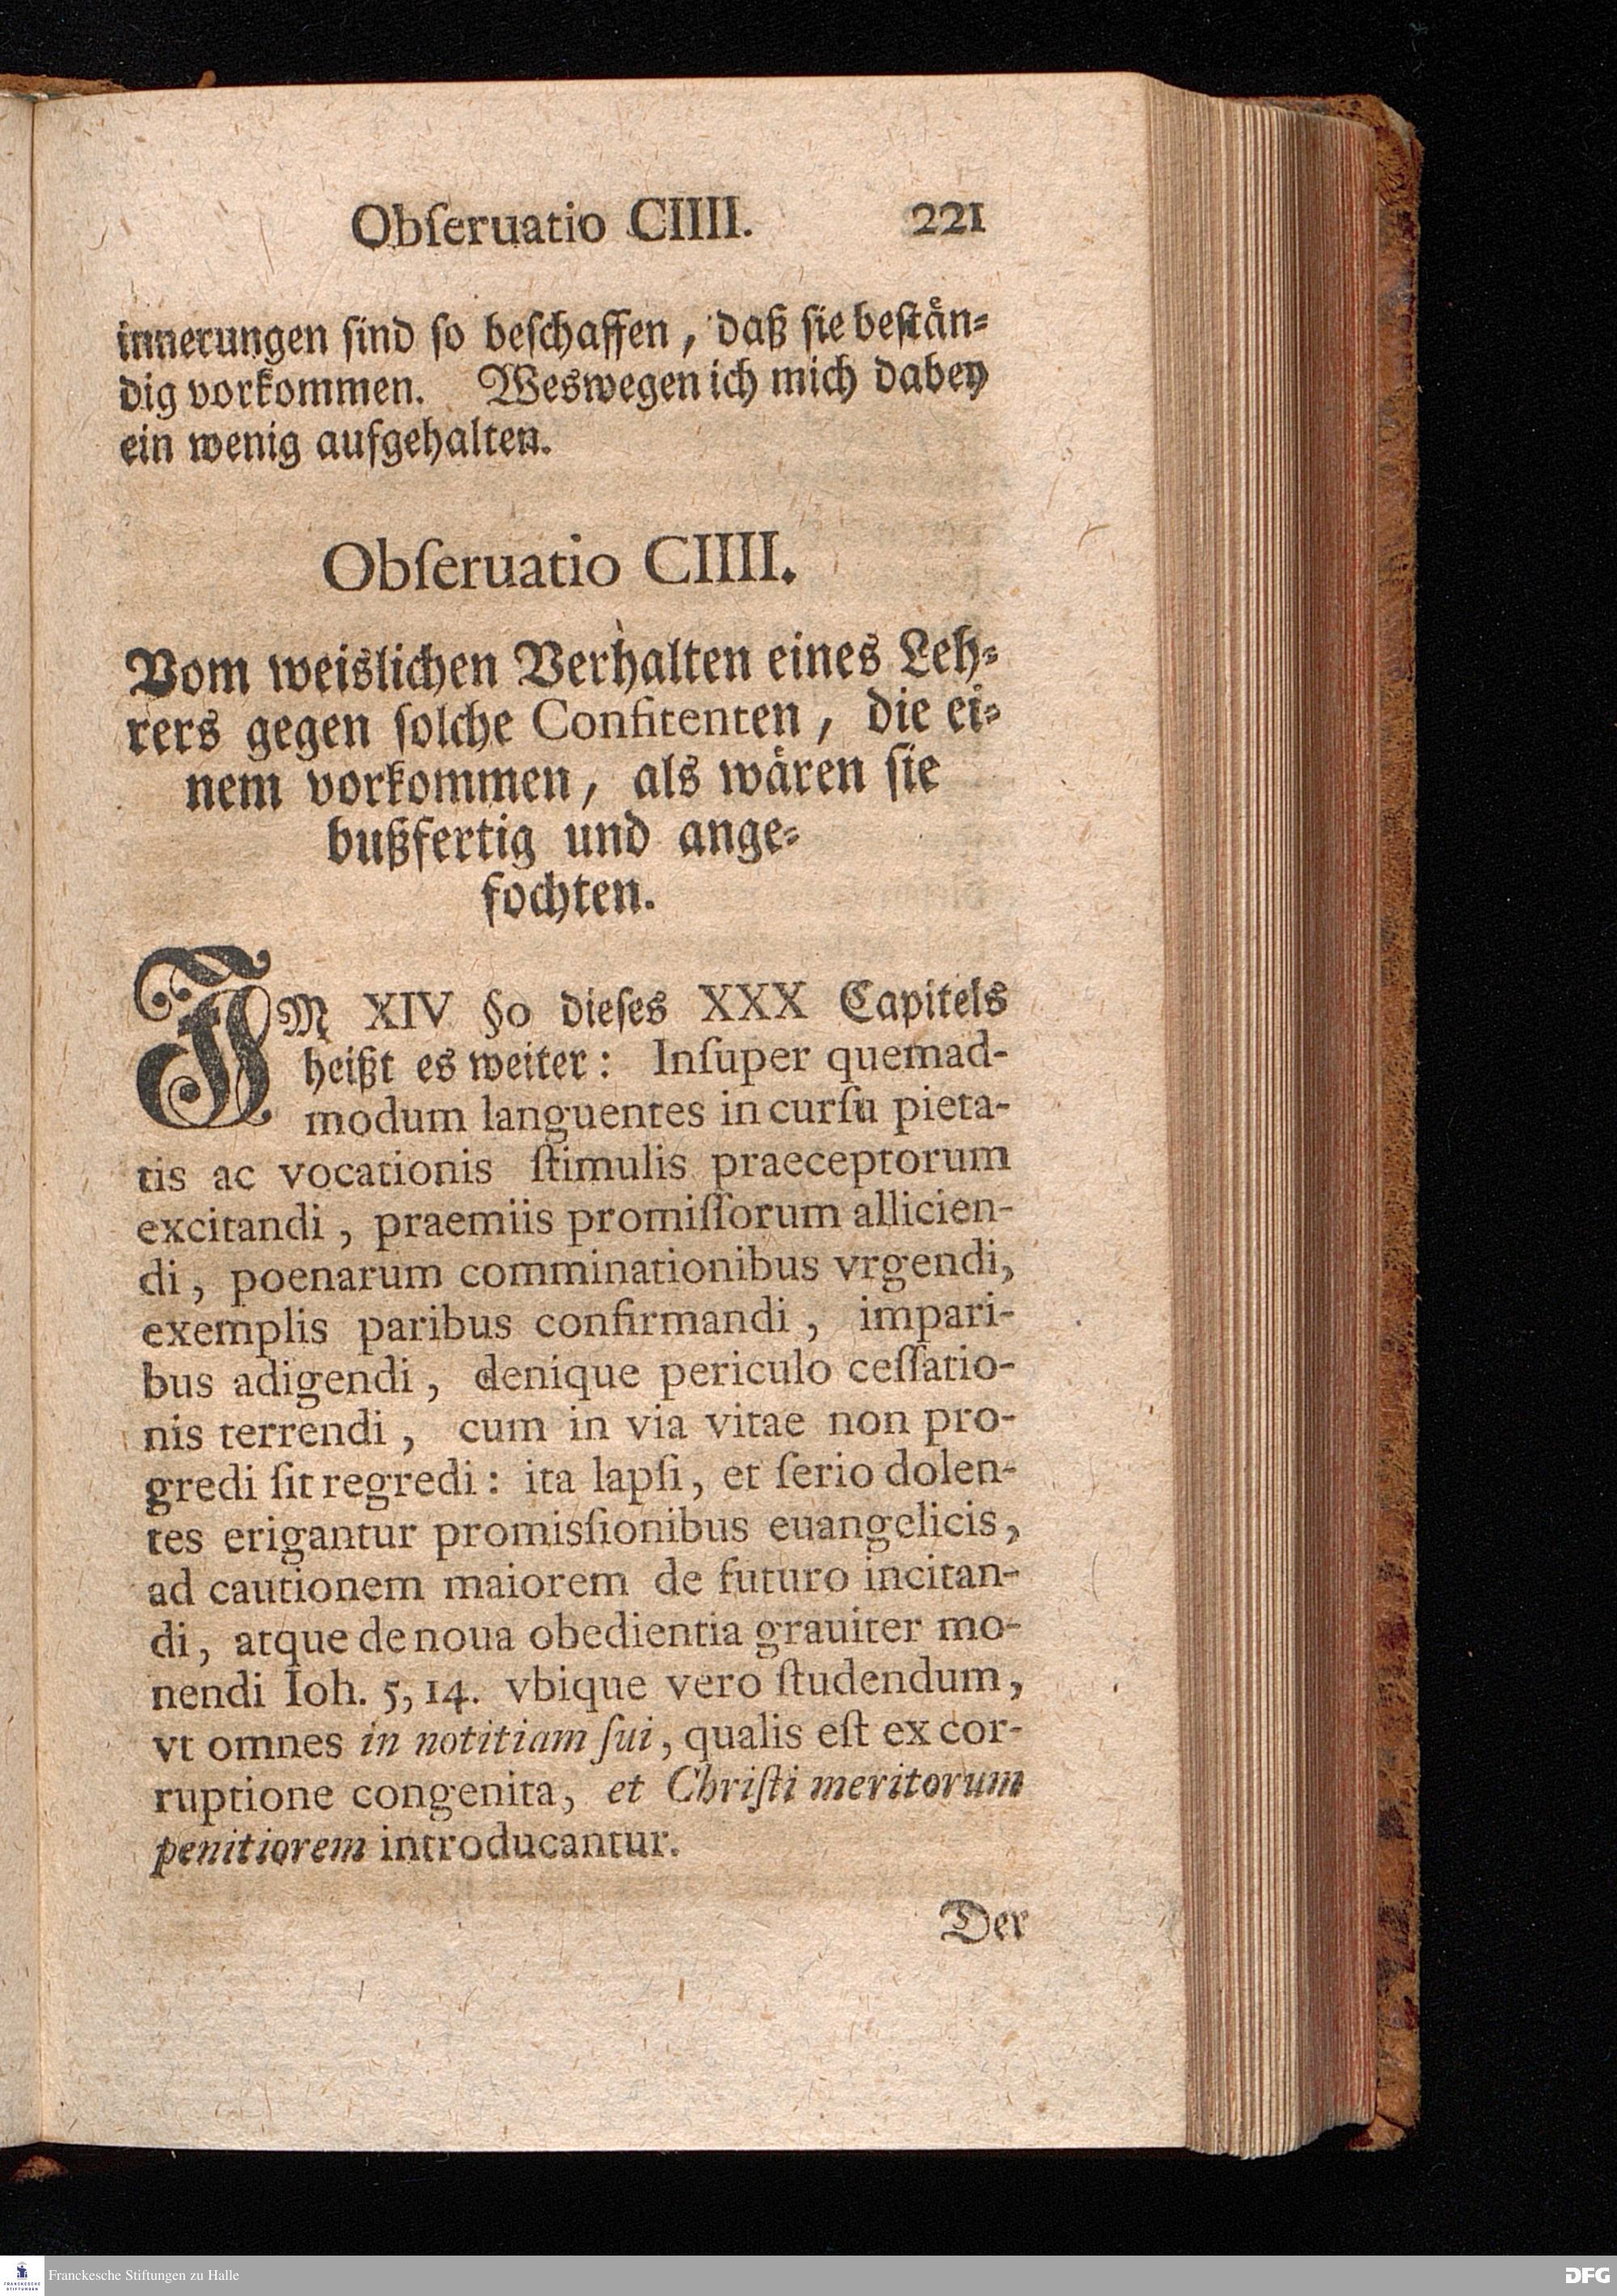 Obſeruatio CIIII. 221
innerungen ſind ſo beſchaffen, daß ſie beſtän-
dig vorkommen. Weswegen ich mich dabey
ein wenig aufgehalten.
Obſeruatio CIIII.
Vom weislichen Verhalten eines Leh-
rers gegen ſolche Confitenten, die ei-
nem vorkommen, als wären ſie
bußfertig und ange-
fochten.
IM XIV §o dieſes XXX Capitels
heißt es weiter: Inſuper quemad-
modum languentes in curſu pieta-
tis ac vocationis ſtimulis praeceptorum
excitandi, praemiis promiſſorum allicien-
di, poenarum comminationibus vrgendi,
exemplis paribus confirmandi, impari-
bus adigendi, denique periculo ceſſatio-
nis terrendi, cum in via vitae non pro-
gredi ſit regredi: ita lapſi, et ſerio dolen-
tes erigantur promisſionibus euangelicis,
ad cautionem maiorem de futuro incitan-
di, atque de noua obedientia grauiter mo-
nendi Ioh. 5, 14. vbique vero ſtudendum,
vt omnes in notitiam ſui, qualis eſt ex cor-
ruptione congenita, et Chriſti meritorum
penitiorem introducantur.
Der
FRANCKESCHE
STIFTUNGEN
Franckesche Stiftungen zu Halle
DFG